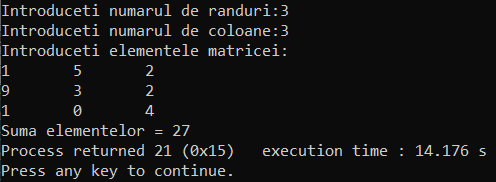 Introduceti numarul de randuri:3
Introduceti numarul de coloane:3
Introduceti elementele matricei:
1       5       2
9       3       2
1       0       4
Suma elementelor = 27
Process returned 21 (0x15)   execution time : 14.176 s
Press any key to continue.